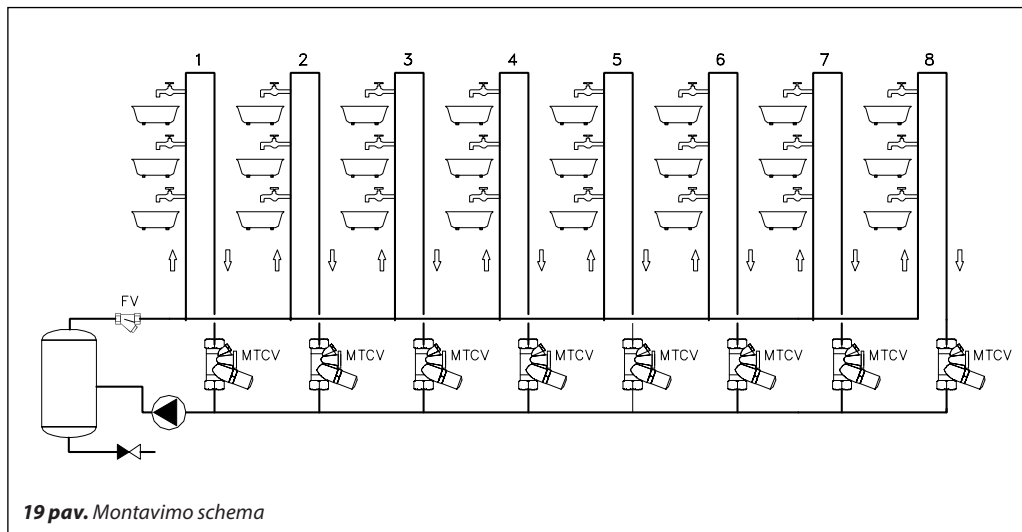 1 2 3 4 5 6 7 8
FV
MTCV MTCV MTCV MTCV MTCV MTCV MTCV MTCV
19 pav. Montavimo schema